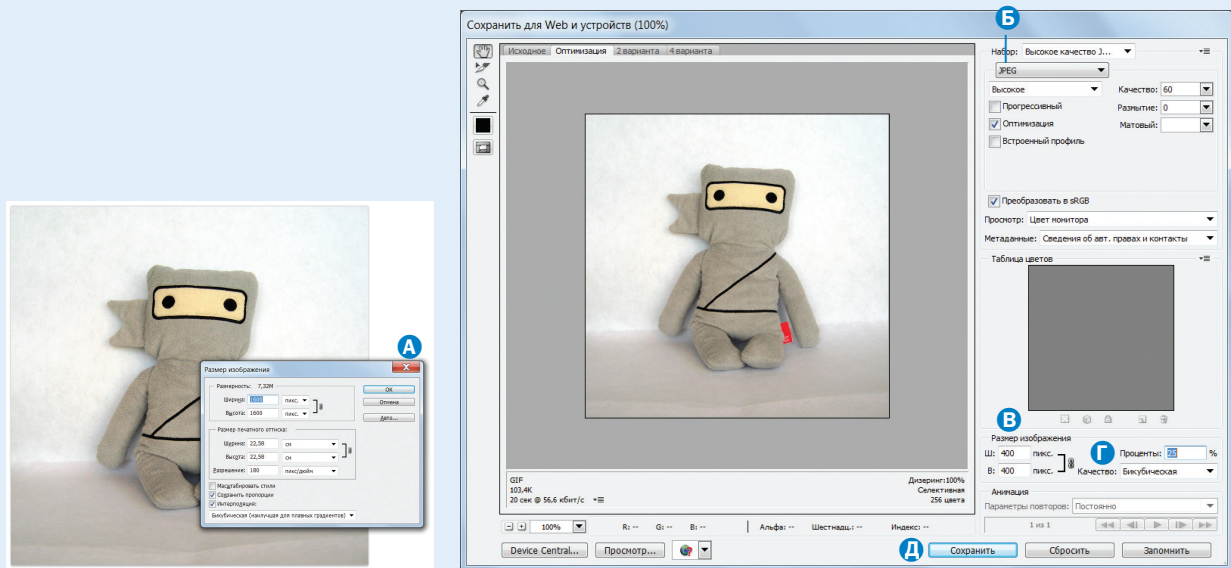 А
Размер изображения
Размерность: 7,32М
Ширина: 1600 пикс.
Высота: 1600 пикс.
Размер печатного оттиска:
Ширина: 22,58 см
Высота: 22,58 см
Разрешение: 180 пикс/дюйм
Масштабировать стили
Сохранить пропорции
Интерполяция:
Бикубическая (наилучшая для плавных градиентов)
ОК
Отмена
Авто...
Сохранить для Web и устройств (100%)
Б
Исходное Оптимизация 2 варианта 4 варианта
Набор: Высокое качество J...
JPEG
Высокое Качество: 60
Прогрессивный Размытие: 0
Оптимизация Матовый:
Встроенный профиль
Преобразовать в sRGB
Просмотр: Цвет монитора
Метаданные: Сведения об авт. правах и контакты
Таблица цветов
В
Размер изображения
Ш: 400 пикс. Г Проценты: 25 %
В: 400 пикс. Качество: Бикубическая
Анимация
Параметры повторов: Постоянно
1 из 1
GIF Дизеринг:100%
103,4K Селективная
20 сек @ 56,6 кбит/с 256 цвета
100% R: -- G: -- B: -- Альфа: -- Шестнадц.: -- Индекс: --
Device Central... Просмотр... Д Сохранить Сбросить Запомнить